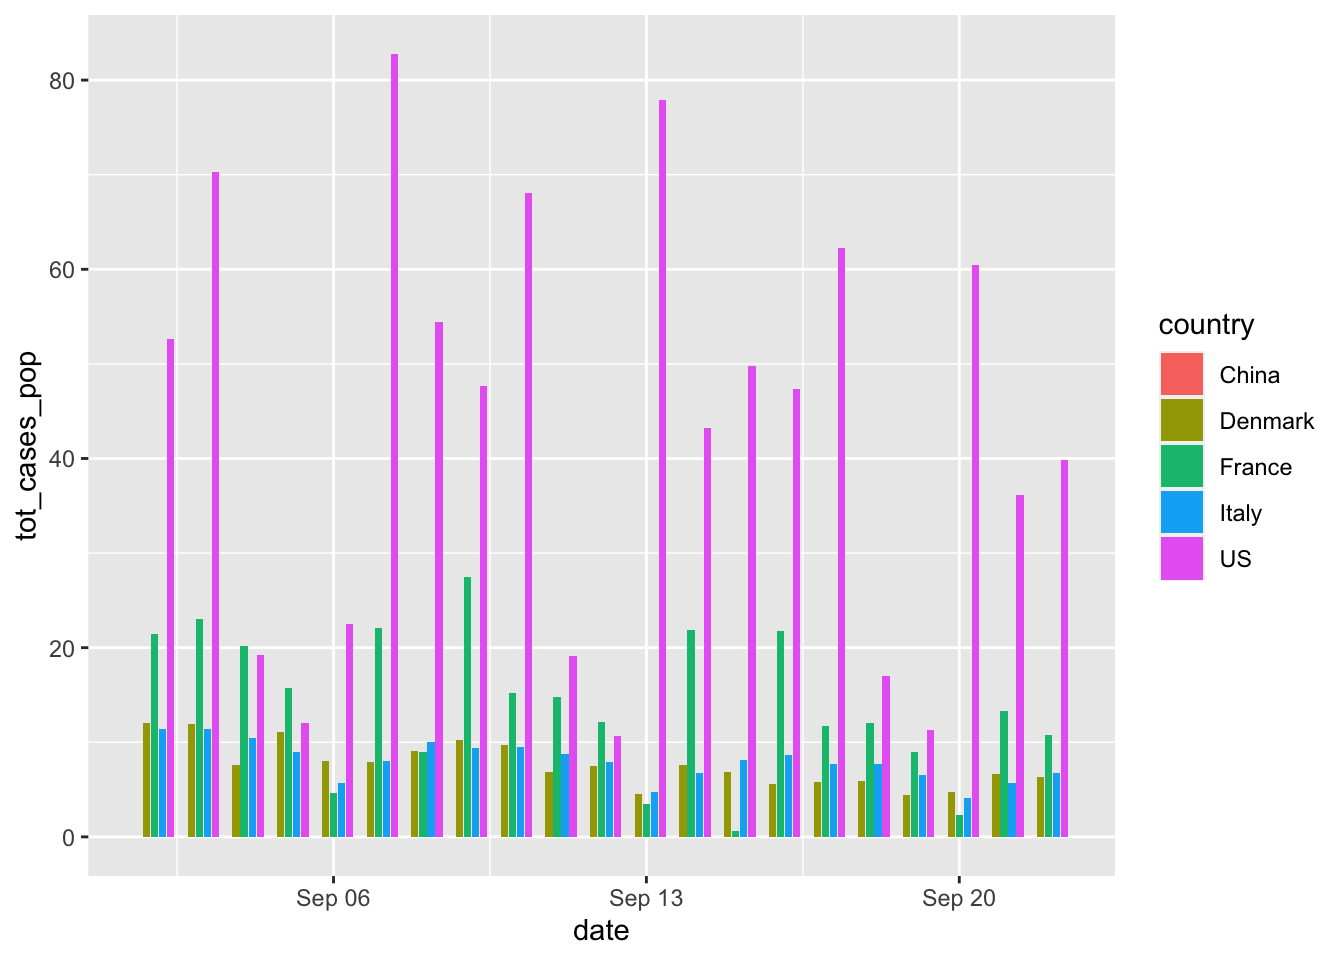 80
60
40
20
0
tot_cases_pop
Sep 06
Sep 13
Sep 20
date
country
China
Denmark
France
Italy
US